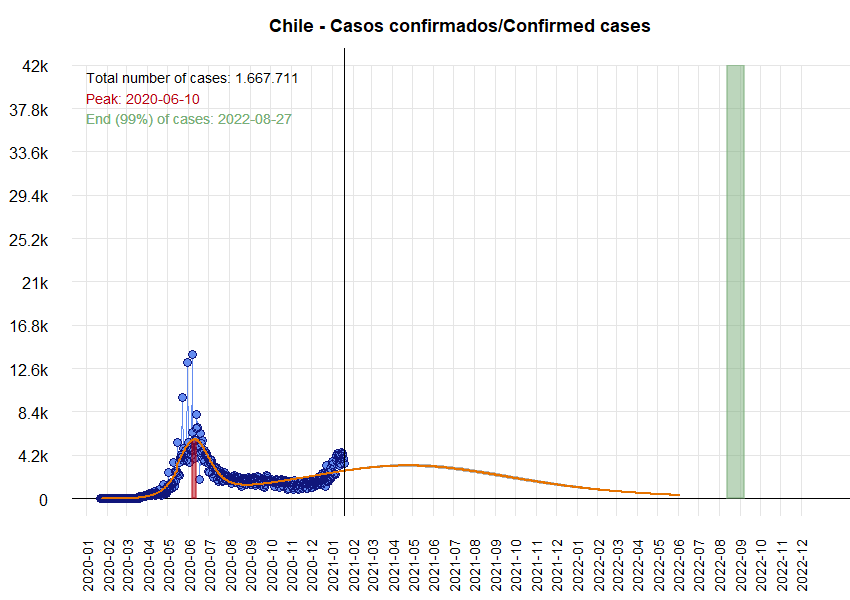 Chile - Casos confirmados/Confirmed cases
Total number of cases: 1.667.711
Peak: 2020-06-10
End (99%) of cases: 2022-08-27
42k
37.8k
33.6k
29.4k
25.2k
21k
16.8k
12.6k
8.4k
4.2k
0
2020-01
2020-02
2020-03
2020-04
2020-05
2020-06
2020-07
2020-08
2020-09
2020-10
2020-11
2020-12
2021-01
2021-02
2021-03
2021-04
2021-05
2021-06
2021-07
2021-08
2021-09
2021-10
2021-11
2021-12
2022-01
2022-02
2022-03
2022-04
2022-05
2022-06
2022-07
2022-08
2022-09
2022-10
2022-11
2022-12